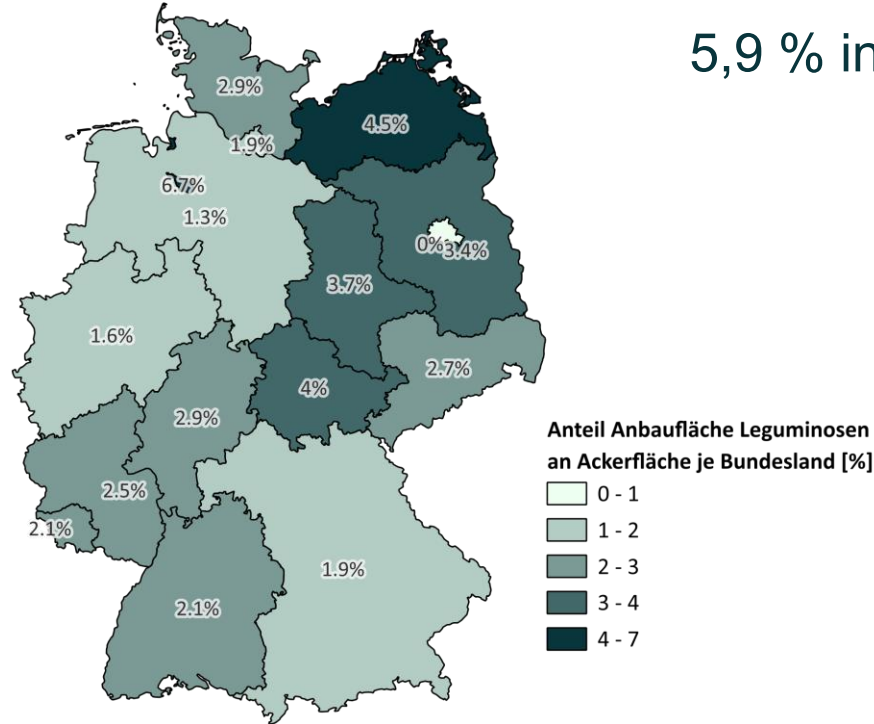 5,9 % in
2.9%
4.5%
1.9%
6.7%
1.3%
0%
3.4%
3.7%
1.6%
2.7%
4%
2.9%
2.5%
2.1%
1.9%
2.1%
Anteil Anbaufläche Leguminosen
an Ackerfläche je Bundesland [%]
0 - 1
1 - 2
2 - 3
3 - 4
4 - 7